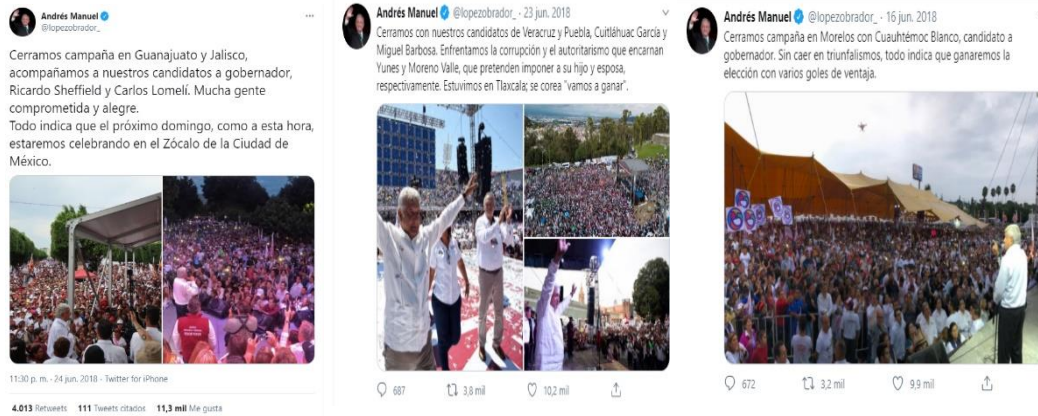 Andrés Manuel
@lopezobrador_
Cerramos campaña en Guanajuato y Jalisco,
acompañamos a nuestros candidatos a gobernador,
Ricardo Sheffield y Carlos Lomelí. Mucha gente
comprometida y alegre.
Todo indica que el próximo domingo, como a esta hora,
estaremos celebrando en el Zócalo de la Ciudad de
México.
11:30 p. m. · 24 jun. 2018 · Twitter for iPhone
4.013 Retweets 111 Tweets citados 11,3 mil Me gusta
Andrés Manuel @lopezobrador_ · 23 jun. 2018
Cerramos con nuestros candidatos de Veracruz y Puebla, Cuitláhuac García y
Miguel Barbosa. Enfrentamos la corrupción y el autoritarismo que encarnan
Yunes y Moreno Valle, que pretenden imponer a su hijo y esposa,
respectivamente. Estuvimos en Tlaxcala; se corea "vamos a ganar".
687 3,8 mil 10,2 mil
Andrés Manuel @lopezobrador_ · 16 jun. 2018
Cerramos campaña en Morelos con Cuauhtémoc Blanco, candidato a
gobernador. Sin caer en triunfalismos, todo indica que ganaremos la
elección con varios goles de ventaja.
672 3,2 mil 9,9 mil